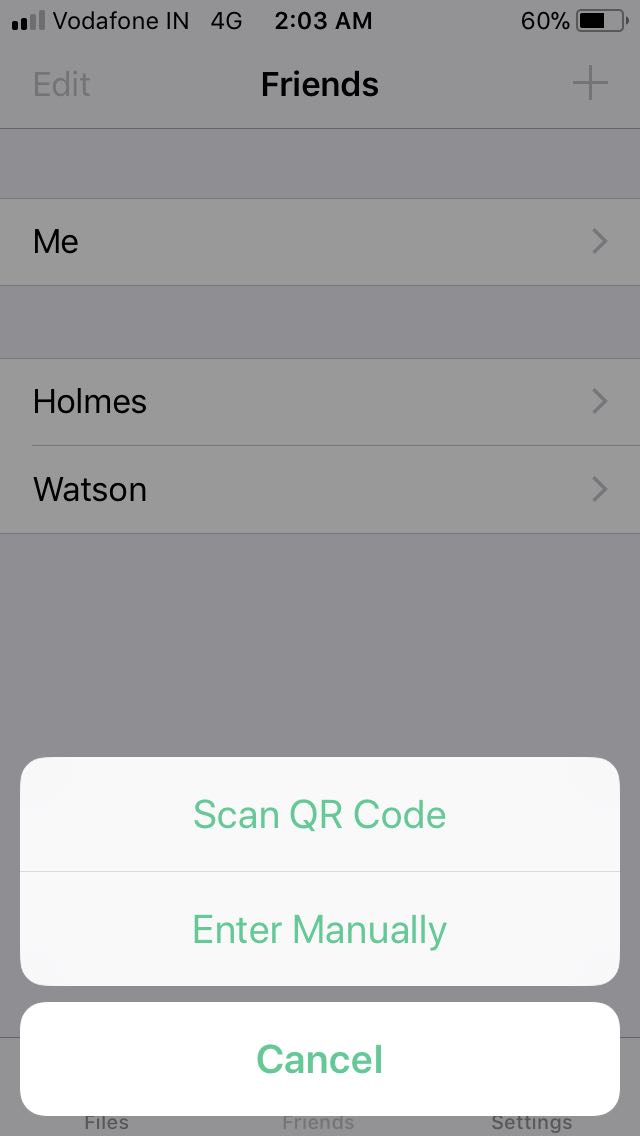 Vodafone IN 4G 2:03 AM 60%
Edit Friends
Me
Holmes
Watson
Scan QR Code
Enter Manually
Cancel
Files Friends Settings